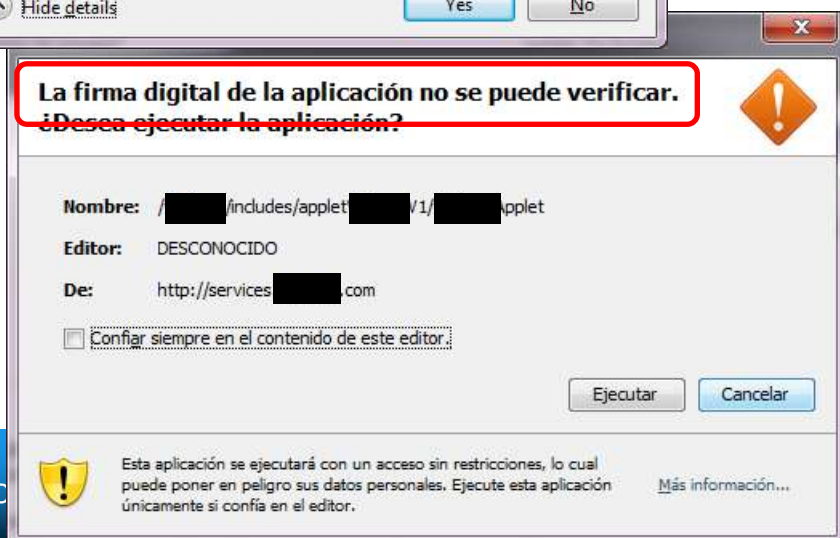 Hide details
Yes
No
La firma digital de la aplicación no se puede verificar.
¿Desea ejecutar la aplicación?
Nombre: / /includes/applet V1/ Applet
Editor: DESCONOCIDO
De: http://services .com
Confiar siempre en el contenido de este editor.
Ejecutar
Cancelar
Esta aplicación se ejecutará con un acceso sin restricciones, lo cual
puede poner en peligro sus datos personales. Ejecute esta aplicación
únicamente si confía en el editor.
Más información...